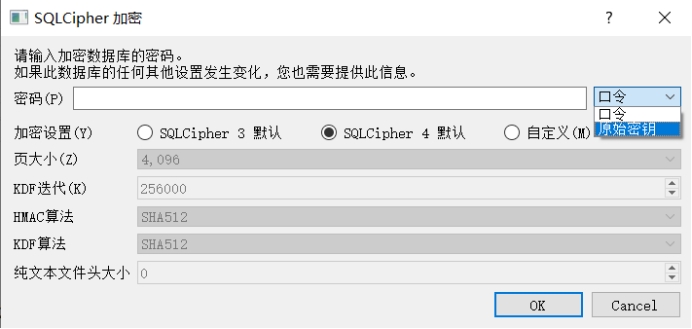 SQLCipher 加密
请输入加密数据库的密码。
如果此数据库的任何其他设置发生变化，您也需要提供此信息。
密码(P) 口令
口令
原始密钥
加密设置(Y) SQLCipher 3 默认 SQLCipher 4 默认 自定义(M)
页大小(Z) 4,096
KDF迭代(K) 256000
HMAC算法 SHA512
KDF算法 SHA512
纯文本文件头大小 0
OK Cancel